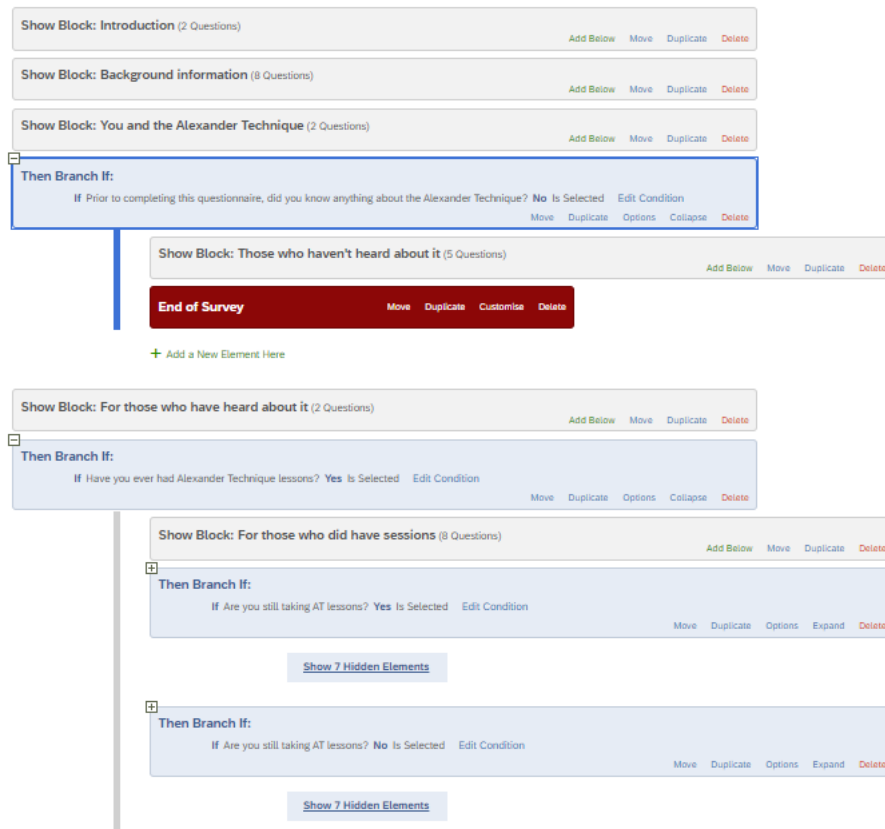 Show Block: Introduction (2 Questions)
Add Below Move Duplicate Delete
Show Block: Background information (8 Questions)
Add Below Move Duplicate Delete
Show Block: You and the Alexander Technique (2 Questions)
Add Below Move Duplicate Delete
Then Branch If:
If Prior to completing this questionnaire, did you know anything about the Alexander Technique? No Is Selected Edit Condition
Move Duplicate Options Collapse Delete
Show Block: Those who haven't heard about it (5 Questions)
Add Below Move Duplicate Delete
End of Survey Move Duplicate Customise Delete
+ Add a New Element Here
Show Block: For those who have heard about it (2 Questions)
Add Below Move Duplicate Delete
Then Branch If:
If Have you ever had Alexander Technique lessons? Yes Is Selected Edit Condition
Move Duplicate Options Collapse Delete
Show Block: For those who did have sessions (8 Questions)
Add Below Move Duplicate Delete
Then Branch If:
If Are you still taking AT lessons? Yes Is Selected Edit Condition
Move Duplicate Options Expand Delete
Show 7 Hidden Elements
Then Branch If:
If Are you still taking AT lessons? No Is Selected Edit Condition
Move Duplicate Options Expand Delete
Show 7 Hidden Elements